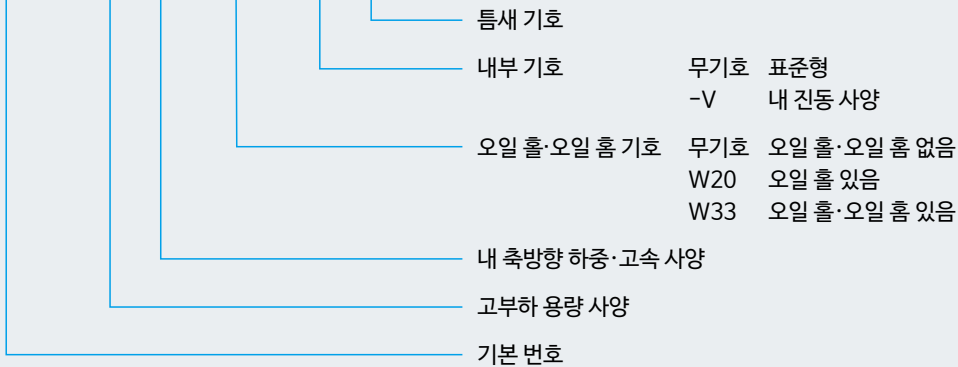 틈새 기호
내부 기호 무기호 표준형
-V 내 진동 사양
오일 홀·오일 홈 기호 무기호 오일 홀·오일 홈 없음
W20 오일 홀 있음
W33 오일 홀·오일 홈 있음
내 축방향 하중·고속 사양
고부하 용량 사양
기본 번호